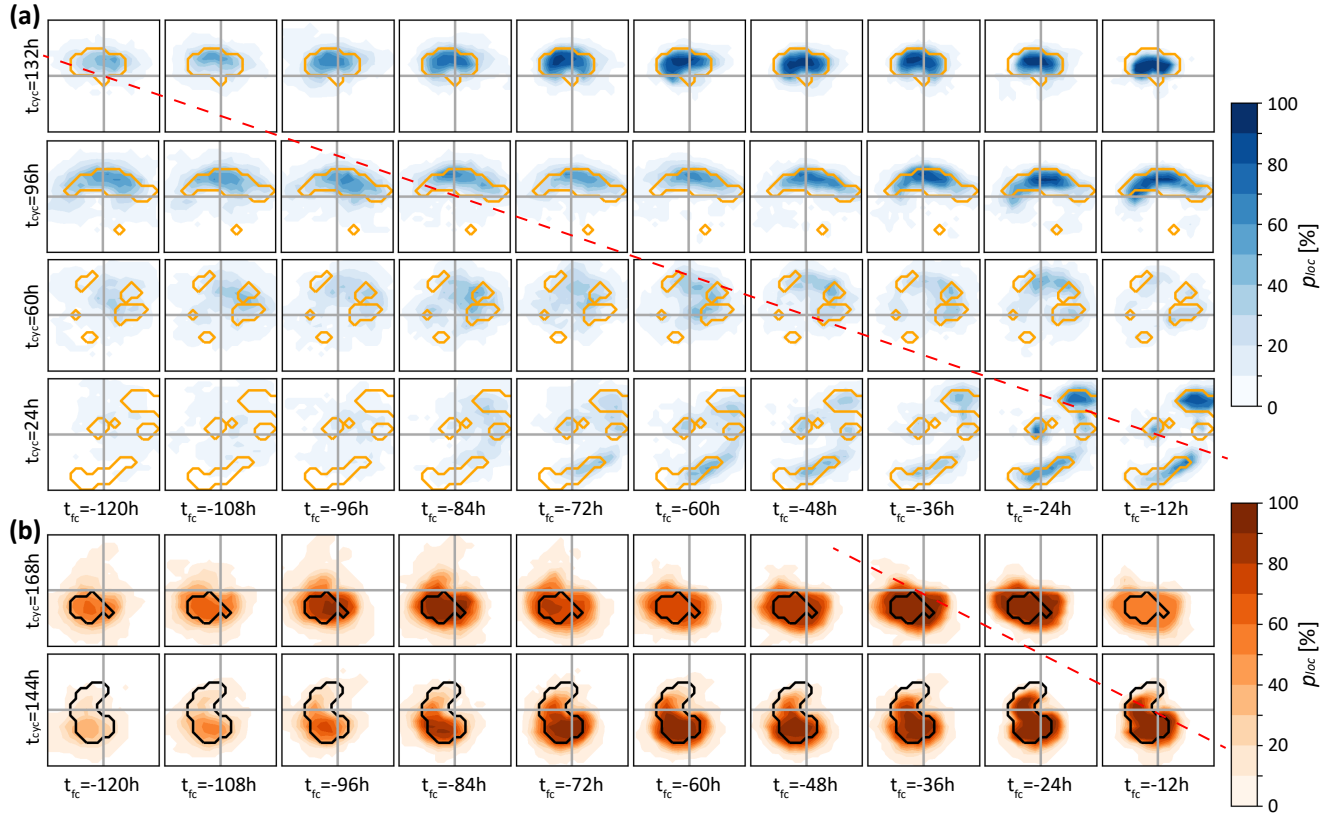 (a)
t_cyc=132h
t_cyc=96h
t_cyc=60h
t_cyc=24h
t_fc=-120h t_fc=-108h t_fc=-96h t_fc=-84h t_fc=-72h t_fc=-60h t_fc=-48h t_fc=-36h t_fc=-24h t_fc=-12h
100
80
60
40
20
0
p_loc [%]
(b)
t_cyc=168h
t_cyc=144h
t_fc=-120h t_fc=-108h t_fc=-96h t_fc=-84h t_fc=-72h t_fc=-60h t_fc=-48h t_fc=-36h t_fc=-24h t_fc=-12h
100
80
60
40
20
0
p_loc [%]